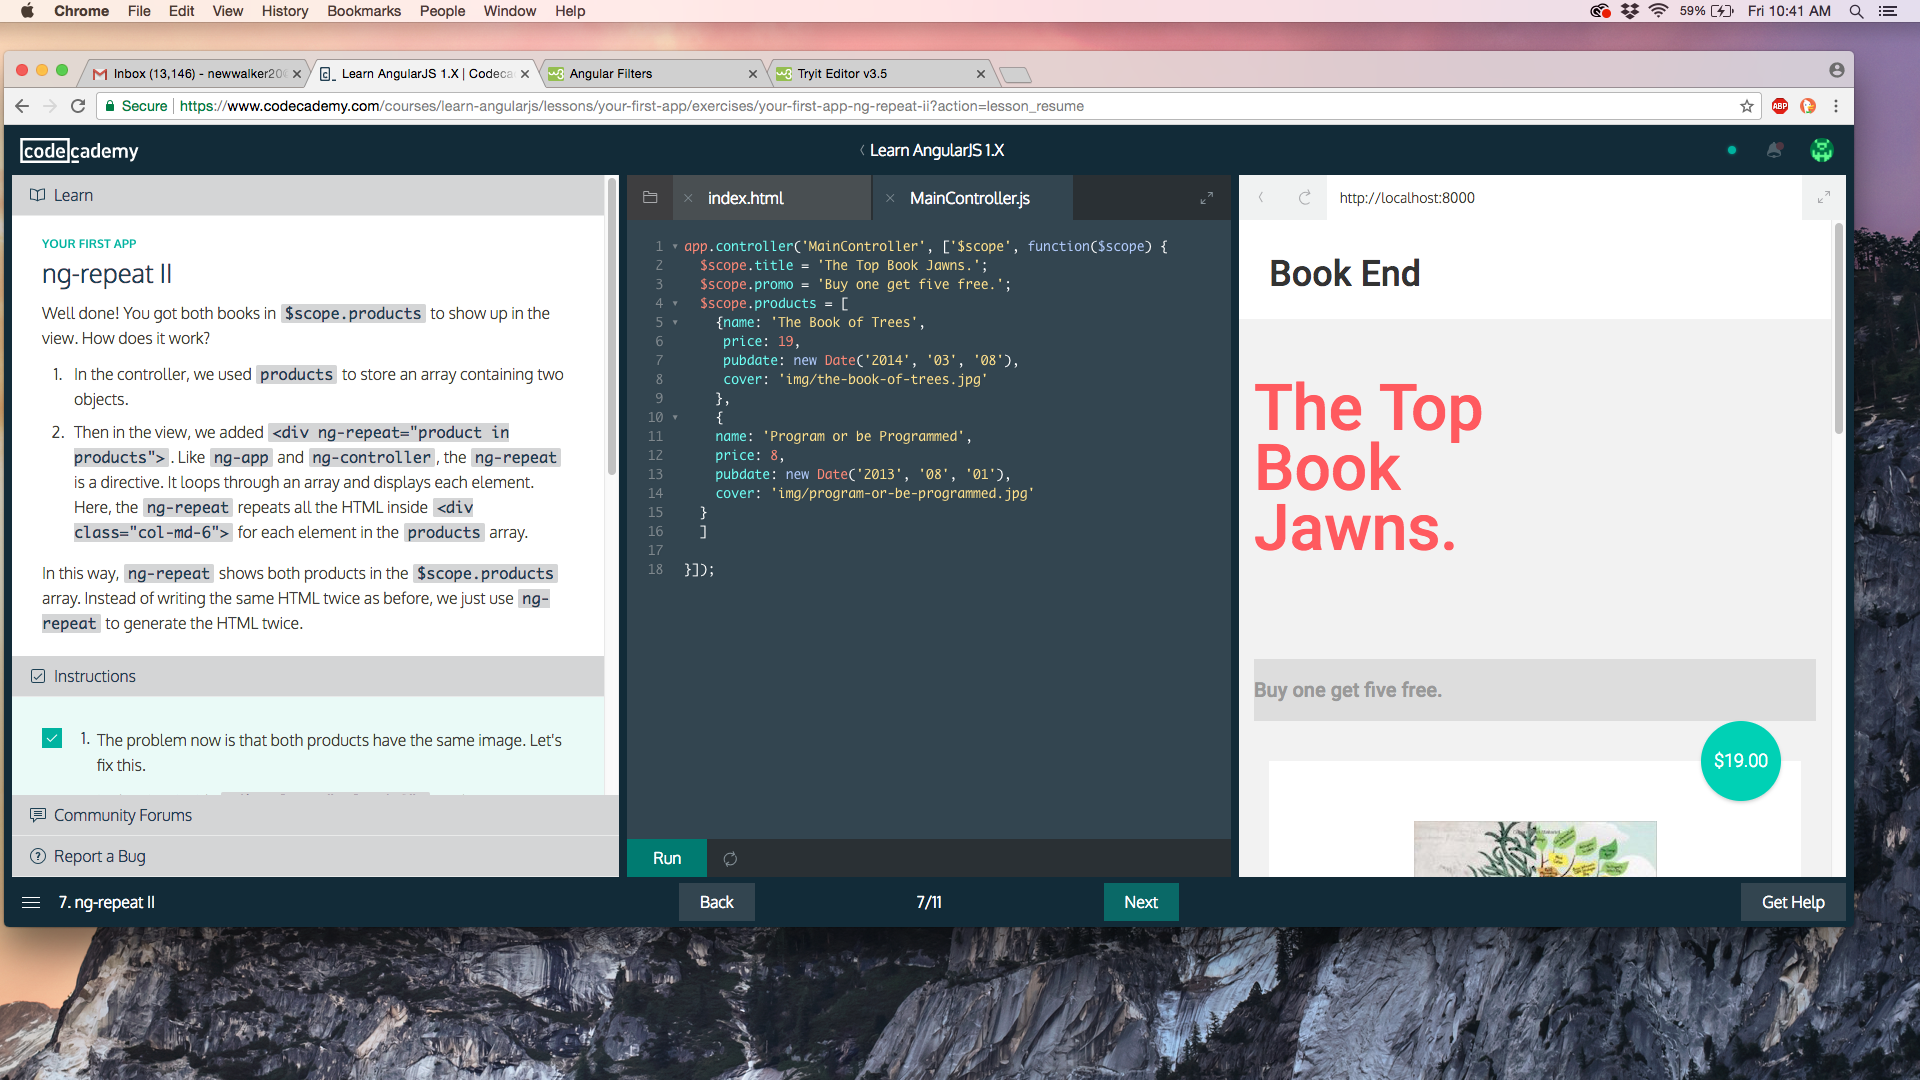 Chrome File Edit View History Bookmarks People Window Help 59% Fri 10:41 AM
Inbox (13,146) - newwalker20 Learn AngularJS 1.X | Codeca Angular Filters Tryit Editor v3.5
Secure https://www.codecademy.com/courses/learn-angularjs/lessons/your-first-app/exercises/your-first-app-ng-repeat-ii?action=lesson_resume ABP
codecademy Learn AngularJS 1.X
Learn
YOUR FIRST APP
ng-repeat II
Well done! You got both books in $scope.products to show up in the
view. How does it work?
1. In the controller, we used products to store an array containing two
objects.
2. Then in the view, we added <div ng-repeat="product in
products">. Like ng-app and ng-controller, the ng-repeat
is a directive. It loops through an array and displays each element.
Here, the ng-repeat repeats all the HTML inside <div
class="col-md-6"> for each element in the products array.
In this way, ng-repeat shows both products in the $scope.products
array. Instead of writing the same HTML twice as before, we just use ng-
repeat to generate the HTML twice.
Instructions
1. The problem now is that both products have the same image. Let's
fix this.
Community Forums
Report a Bug
index.html MainController.js
1 app.controller('MainController', ['$scope', function($scope) {
2 $scope.title = 'The Top Book Jawns.';
3 $scope.promo = 'Buy one get five free.';
4 $scope.products = [
5 {name: 'The Book of Trees',
6 price: 19,
7 pubdate: new Date('2014', '03', '08'),
8 cover: 'img/the-book-of-trees.jpg'
9 },
10 {
11 name: 'Program or be Programmed',
12 price: 8,
13 pubdate: new Date('2013', '08', '01'),
14 cover: 'img/program-or-be-programmed.jpg'
15 }
16 ]
17
18 }]);
Run
http://localhost:8000
Book End
The Top
Book
Jawns.
Buy one get five free.
$19.00
7. ng-repeat II Back 7/11 Next Get Help